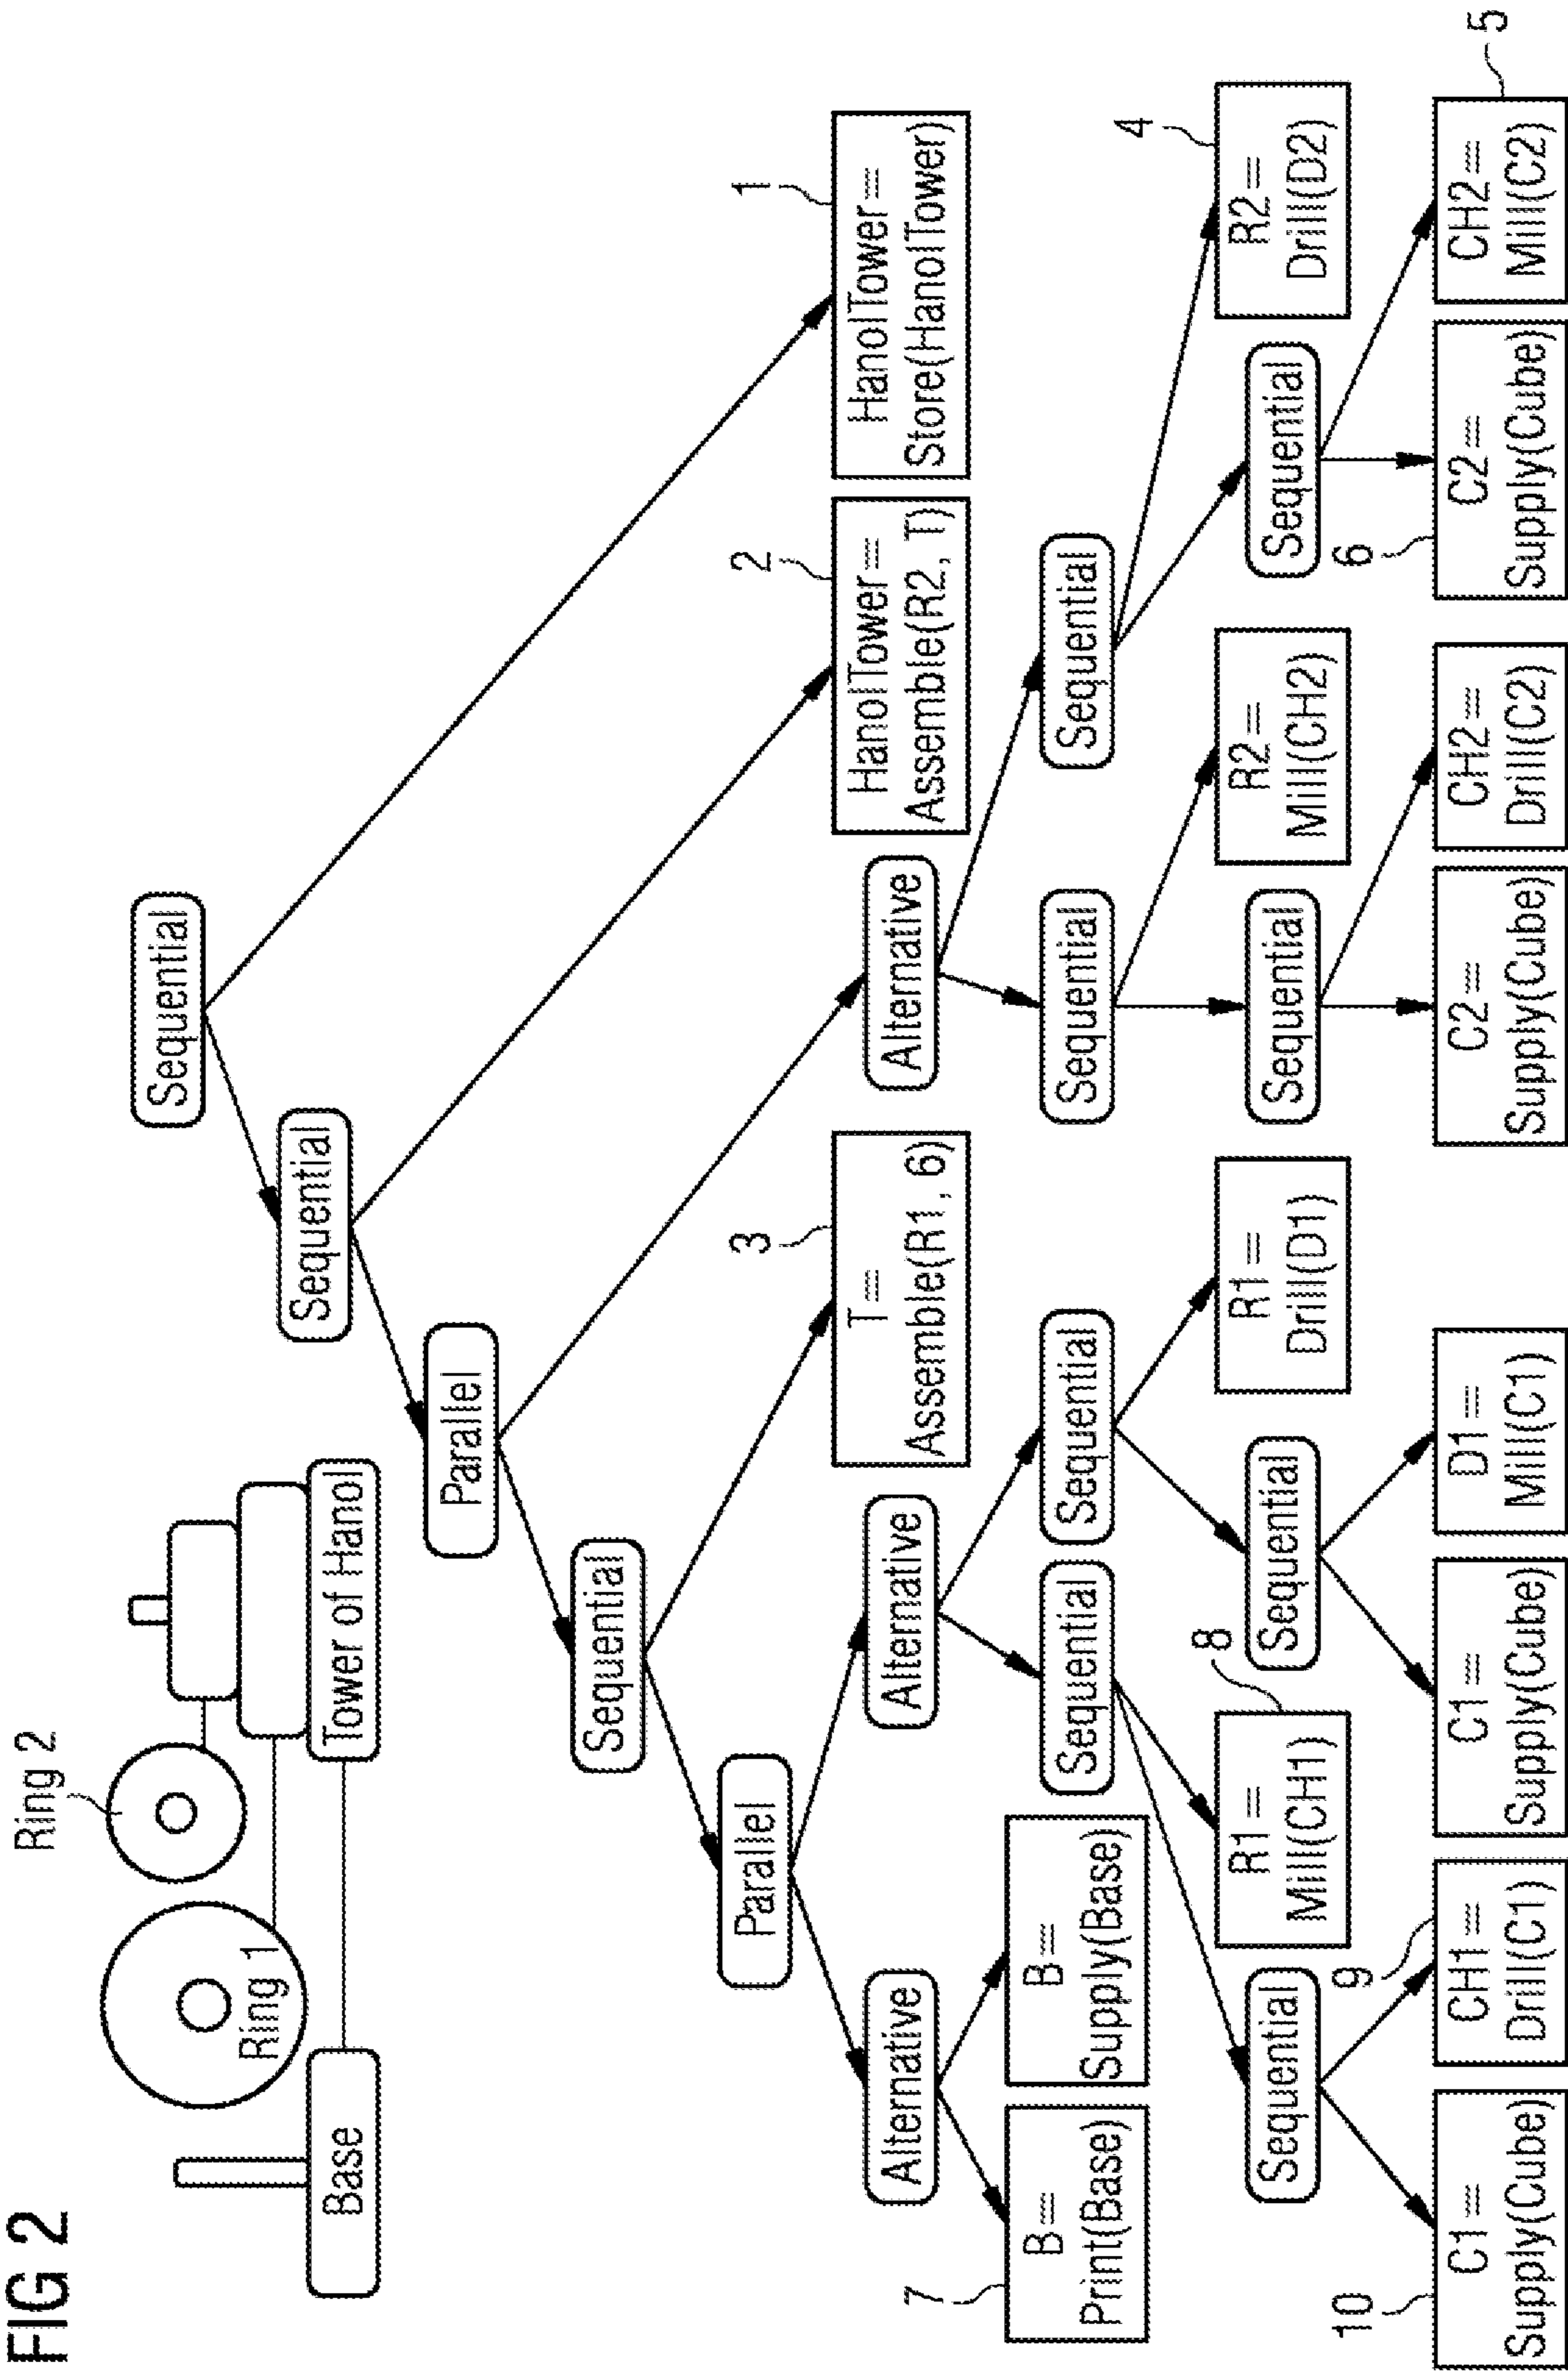 FIG 2
Ring 2
Ring 1
Base
Tower of Hanol
Sequential
Sequential
Parallel
Sequential
Parallel
1
HanolTower=
Store(HanolTower)
2
HanolTower=
Assemble(R2, T)
3
T=
Assemble(R1, 6)
Alternative
Alternative
Alternative
7
B=
Print(Base)
B=
Supply(Base)
Sequential
Sequential
Sequential
Sequential
8
R1=
Mill(CH1)
R1=
Drill(D1)
R2=
Mill(CH2)
4
R2=
Drill(D2)
Sequential
Sequential
Sequential
Sequential
10
C1=
Supply(Cube)
9
CH1=
Drill(C1)
C1=
Supply(Cube)
D1=
Mill(C1)
C2=
Supply(Cube)
CH2=
Drill(C2)
6
C2=
Supply(Cube)
5
CH2=
Mill(C2)